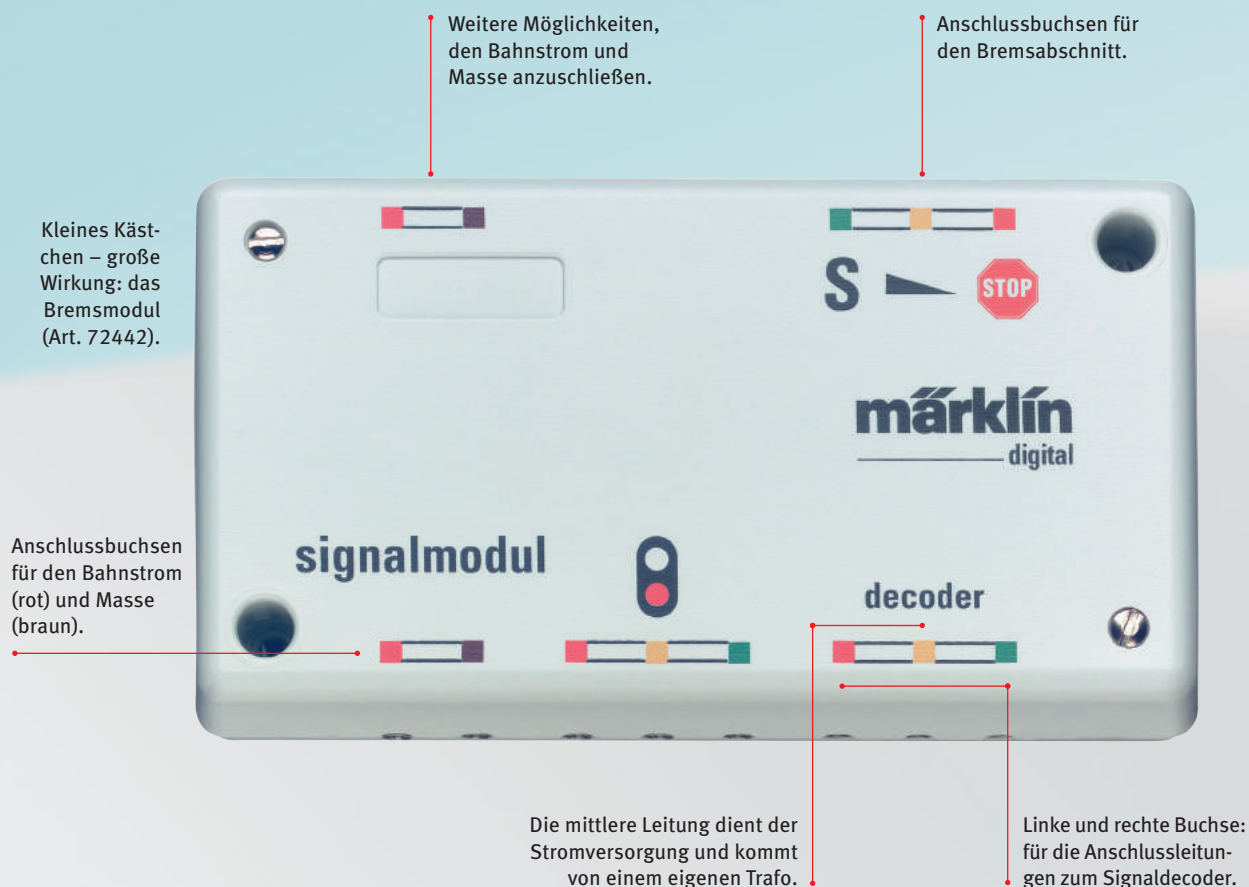 Weitere Möglichkeiten,
den Bahnstrom und
Masse anzuschließen.
Anschlussbuchsen für
den Bremsabschnitt.
Kleines Käst-
chen – große
Wirkung: das
Bremsmodul
(Art. 72442).
S
STOP
märklín
digital
Anschlussbuchsen
für den Bahnstrom
(rot) und Masse
(braun).
signalmodul
decoder
Die mittlere Leitung dient der
Stromversorgung und kommt
von einem eigenen Trafo.
Linke und rechte Buchse:
für die Anschlussleitun-
gen zum Signaldecoder.